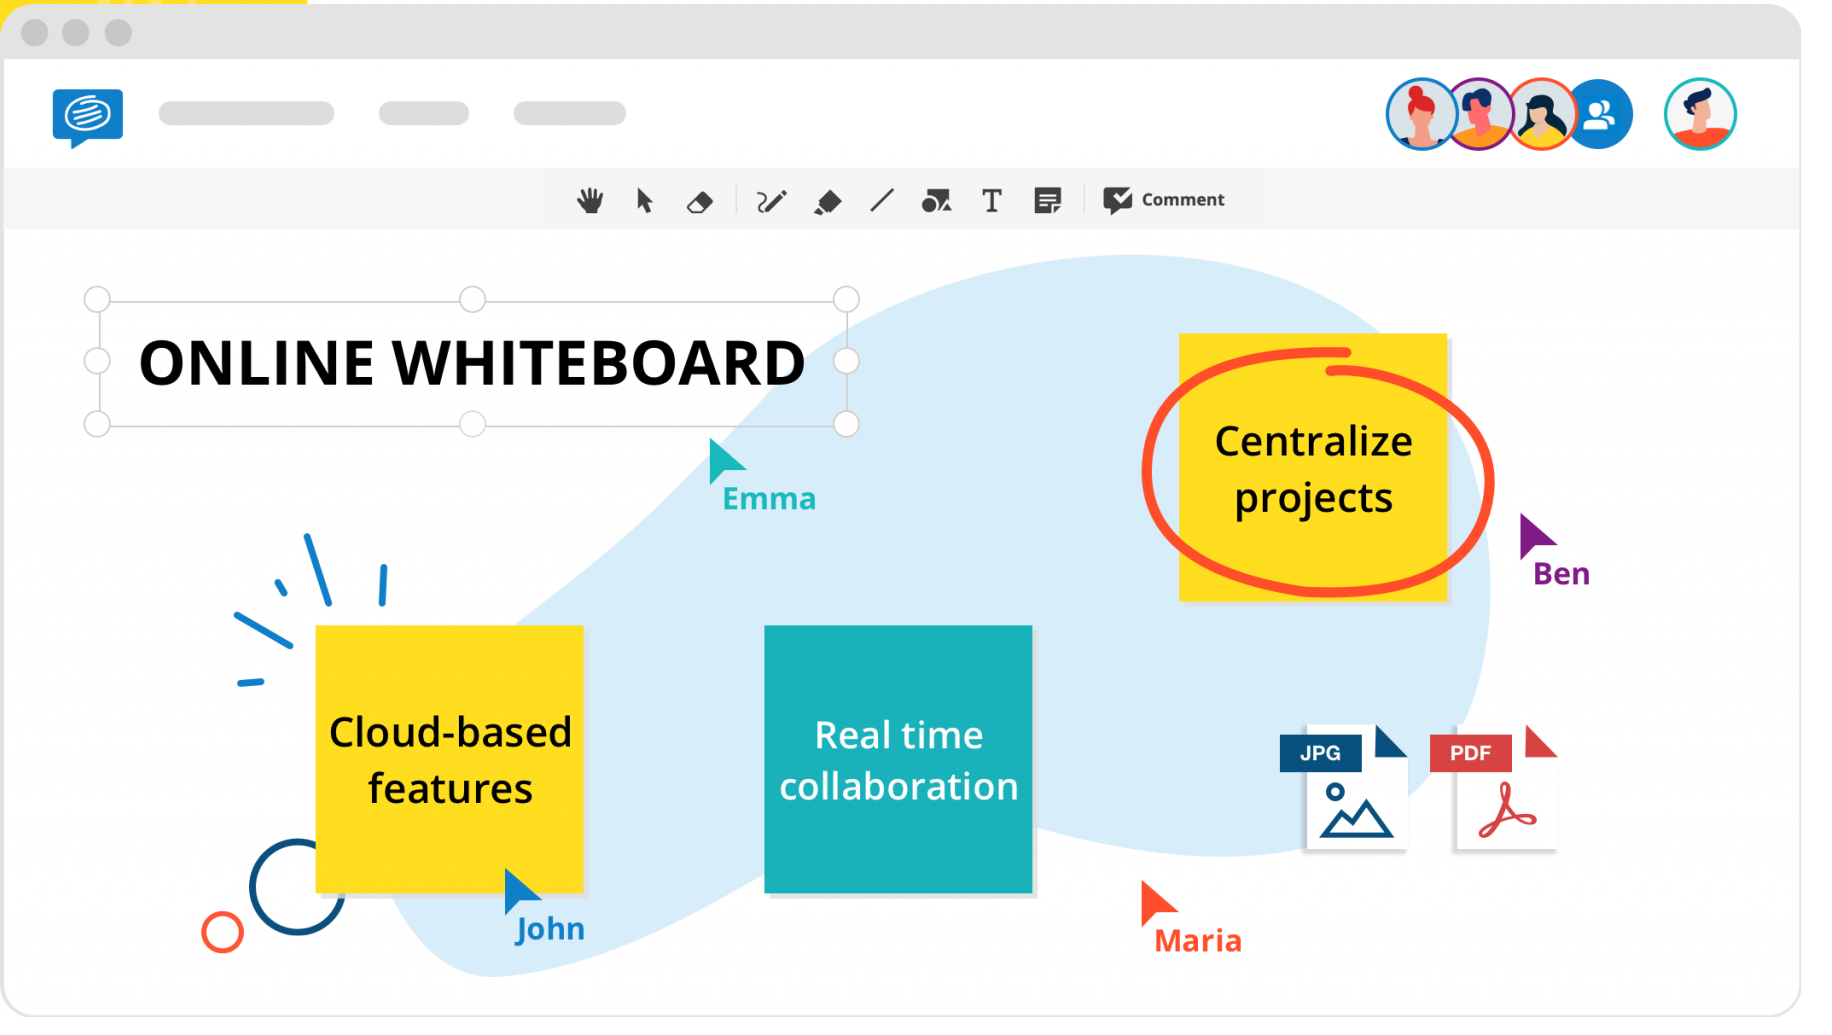 Comment
ONLINE WHITEBOARD
Emma
Centralize
projects
Ben
Cloud-based
features
Real time
collaboration
JPG
PDF
John
Maria